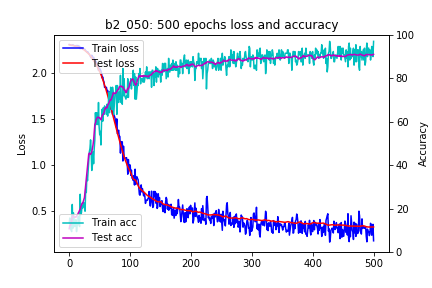 b2_050: 500 epochs loss and accuracy
Train loss
Test loss
Train acc
Test acc
Loss
2.0
1.5
1.0
0.5
Accuracy
100
80
60
40
20
0
0
100
200
300
400
500